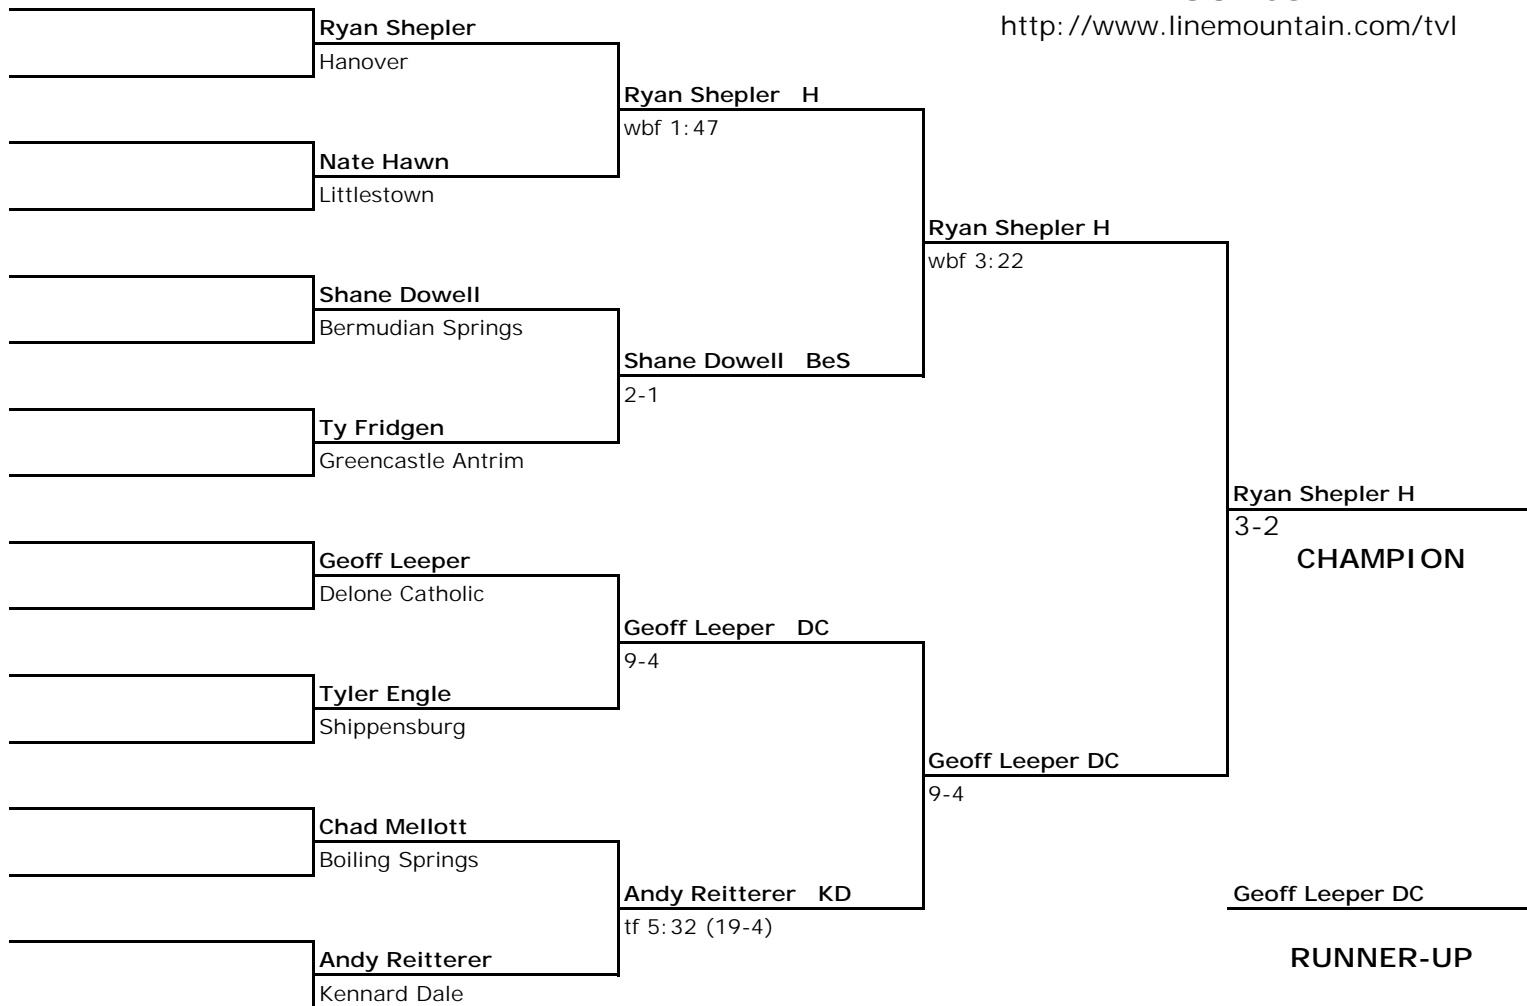 http://www.linemountain.com/tvl
Ryan Shepler
Hanover
Ryan Shepler H
wbf 1:47
Nate Hawn
Littlestown
Ryan Shepler H
wbf 3:22
Shane Dowell
Bermudian Springs
Shane Dowell BeS
2-1
Ty Fridgen
Greencastle Antrim
Ryan Shepler H
3-2
CHAMPION
Geoff Leeper
Delone Catholic
Geoff Leeper DC
9-4
Tyler Engle
Shippensburg
Geoff Leeper DC
9-4
Chad Mellott
Boiling Springs
Andy Reitterer KD
tf 5:32 (19-4)
Geoff Leeper DC
RUNNER-UP
Andy Reitterer
Kennard Dale